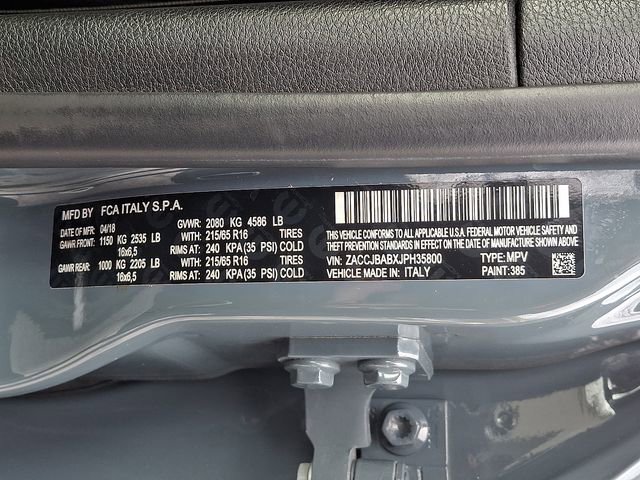 MFD BY FCA ITALY S.P.A.
DATE OF MFR: 04/18 GVWR: 2080 KG 4586 LB
GAWR FRONT: 1150 KG 2535 LB WITH: 215/65 R16 TIRES
16x6,5 RIMS AT: 240 KPA (35 PSI) COLD
GAWR REAR: 1000 KG 2205 LB WITH: 215/65 R16 TIRES
16x6,5 RIMS AT: 240 KPA (35 PSI) COLD
THIS VEHICLE CONFORMS TO ALL APPLICABLE U.S.A. FEDERAL MOTOR VEHICLE SAFETY AND
THEFT PREVENTION STANDARDS IN EFFECT ON THE DATE OF MANUFACTURE SHOWN ABOVE
VIN: ZACCJBABXJPH35800 TYPE: MPV
VEHICLE MADE IN: ITALY PAINT: 385